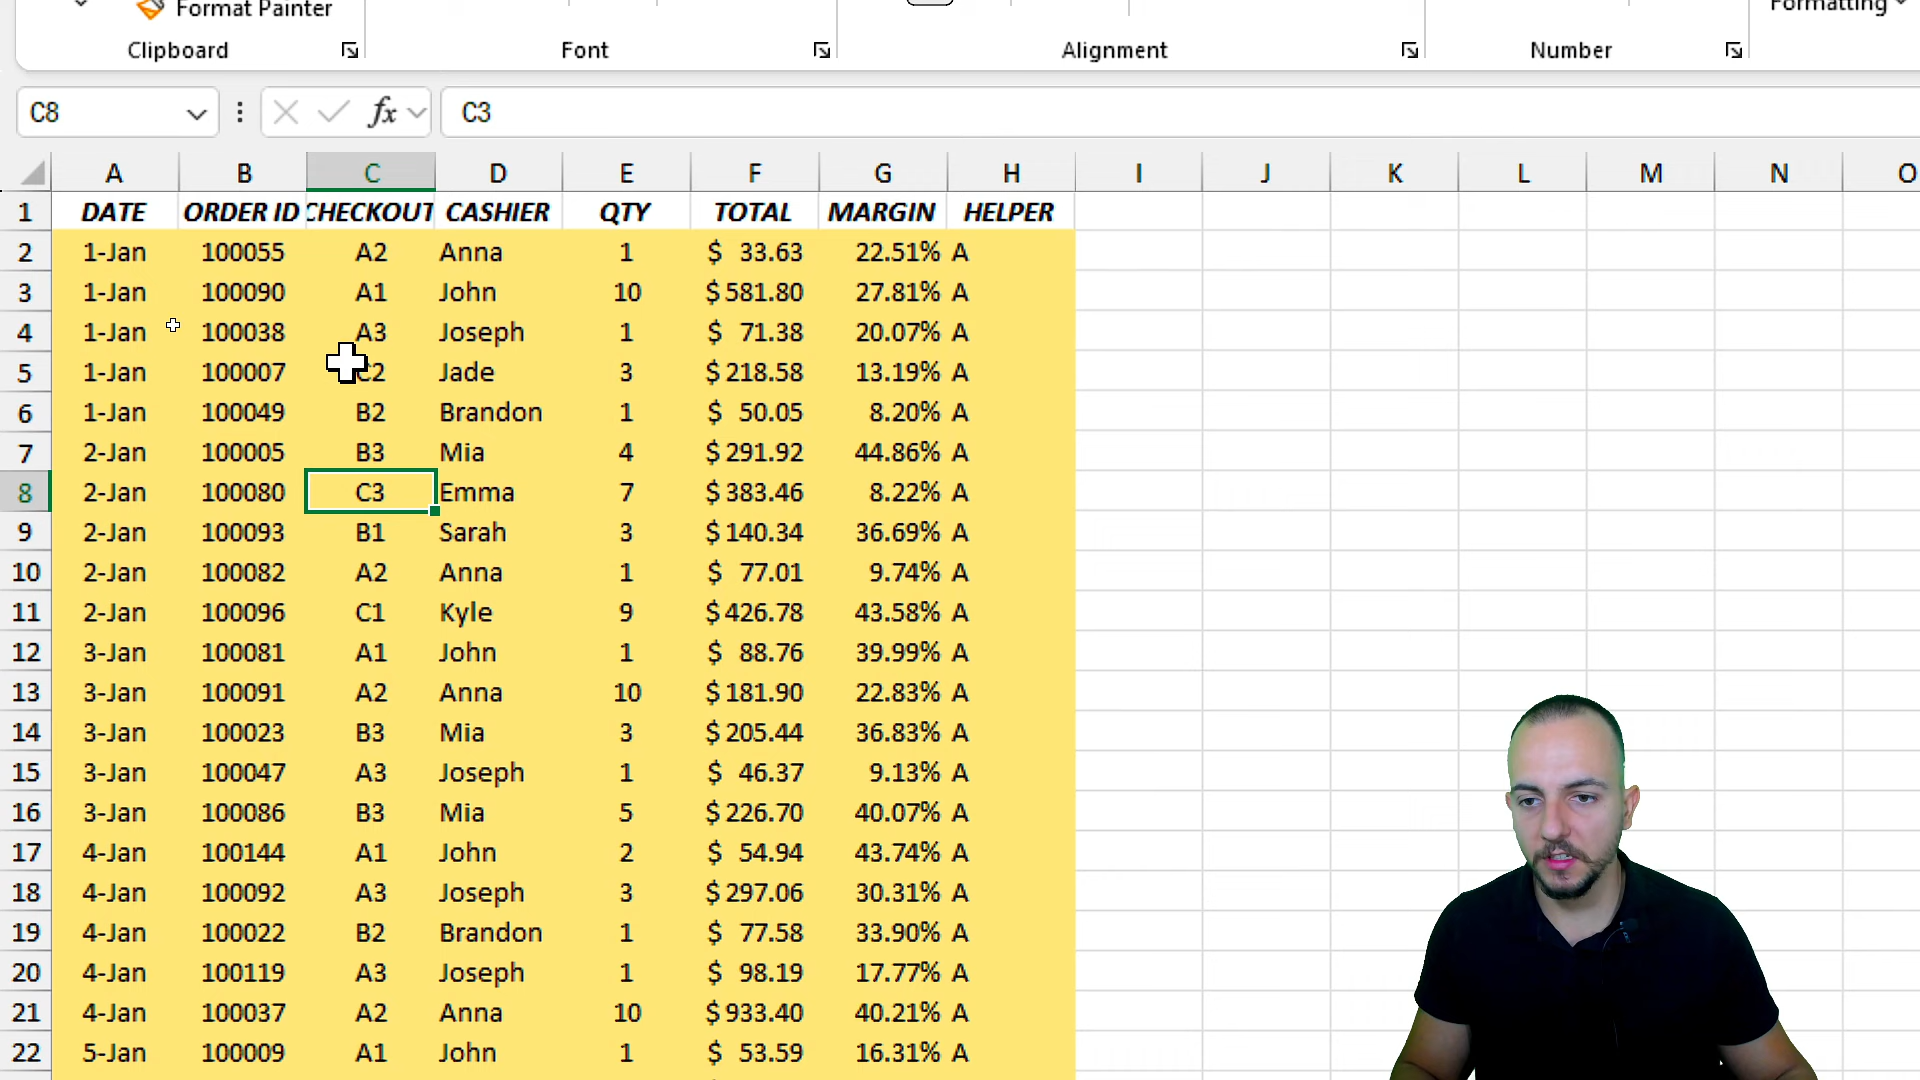 Format Painter
Formatting
Clipboard Font Alignment Number
C8 fx C3
A B C D E F G H I J K L M N O
1 DATE ORDER ID CHECKOUT CASHIER QTY TOTAL MARGIN HELPER
2 1-Jan 100055 A2 Anna 1 $ 33.63 22.51% A
3 1-Jan 100090 A1 John 10 $ 581.80 27.81% A
4 1-Jan 100038 A3 Joseph 1 $ 71.38 20.07% A
5 1-Jan 100007 C2 Jade 3 $ 218.58 13.19% A
6 1-Jan 100049 B2 Brandon 1 $ 50.05 8.20% A
7 2-Jan 100005 B3 Mia 4 $ 291.92 44.86% A
8 2-Jan 100080 C3 Emma 7 $ 383.46 8.22% A
9 2-Jan 100093 B1 Sarah 3 $ 140.34 36.69% A
10 2-Jan 100082 A2 Anna 1 $ 77.01 9.74% A
11 2-Jan 100096 C1 Kyle 9 $ 426.78 43.58% A
12 3-Jan 100081 A1 John 1 $ 88.76 39.99% A
13 3-Jan 100091 A2 Anna 10 $ 181.90 22.83% A
14 3-Jan 100023 B3 Mia 3 $ 205.44 36.83% A
15 3-Jan 100047 A3 Joseph 1 $ 46.37 9.13% A
16 3-Jan 100086 B3 Mia 5 $ 226.70 40.07% A
17 4-Jan 100144 A1 John 2 $ 54.94 43.74% A
18 4-Jan 100092 A3 Joseph 3 $ 297.06 30.31% A
19 4-Jan 100022 B2 Brandon 1 $ 77.58 33.90% A
20 4-Jan 100119 A3 Joseph 1 $ 98.19 17.77% A
21 4-Jan 100037 A2 Anna 10 $ 933.40 40.21% A
22 5-Jan 100009 A1 John 1 $ 53.59 16.31% A